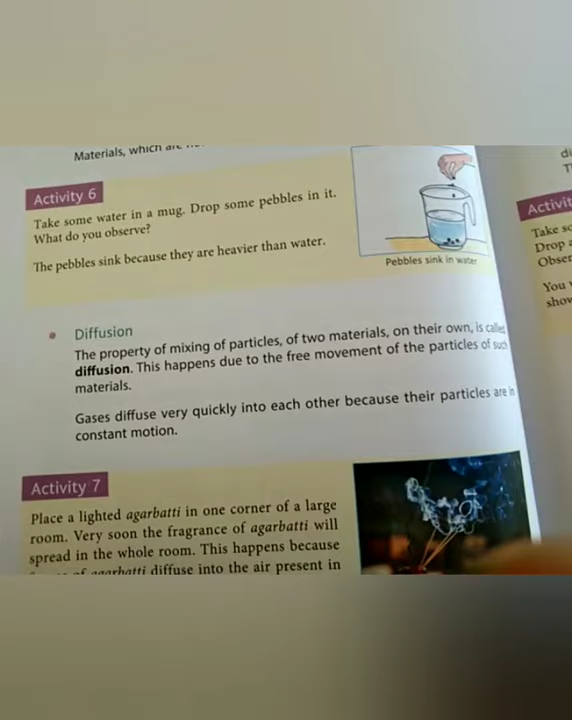 Materials, which are
Activity 6
Take some water in a mug. Drop some pebbles in it.
What do you observe?
The pebbles sink because they are heavier than water.
Pebbles sink in water
• Diffusion
The property of mixing of particles, of two materials, on their own, is called
diffusion. This happens due to the free movement of the particles of such
materials.
Gases diffuse very quickly into each other because their particles are in
constant motion.
Activity 7
Place a lighted agarbatti in one corner of a large
room. Very soon the fragrance of agarbatti will
spread in the whole room. This happens because
of agarbatti diffuse into the air present in
di
Activit
Take so
Drop a
Obser
You
show